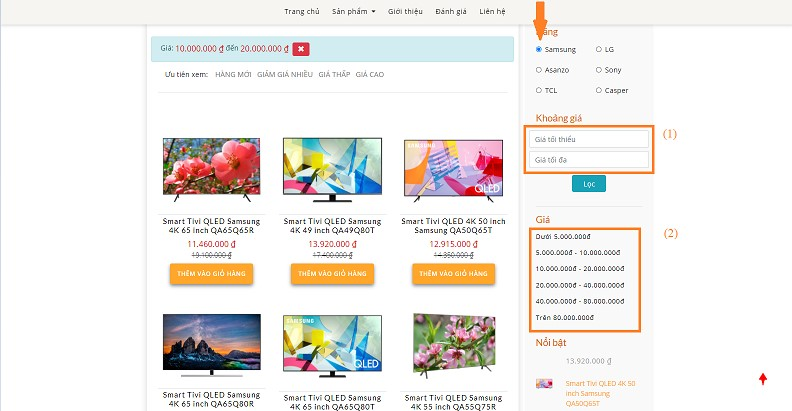 Trang chủ Sản phẩm Giới thiệu Đánh giá Liên hệ
Giá: 10.000.000 ₫ đến 20.000.000 ₫
Ưu tiên xem: HÀNG MỚI GIẢM GIÁ NHIỀU GIÁ THẤP GIÁ CAO
SAMSUNG
QLED
SAMSUNG
QLED
Smart Tivi QLED Samsung
4K 65 inch QA65Q65R
11.460.000 ₫
19.100.000 ₫
THÊM VÀO GIỎ HÀNG
Smart Tivi QLED Samsung
4K 49 inch QA49Q80T
13.920.000 ₫
17.400.000 ₫
THÊM VÀO GIỎ HÀNG
Smart Tivi QLED 4K 50 inch
Samsung QA50Q65T
12.915.000 ₫
14.350.000 ₫
THÊM VÀO GIỎ HÀNG
SAMSUNG
QLED
Smart Tivi QLED Samsung
4K 65 inch QA65Q80R
Smart Tivi QLED Samsung
4K 65 inch QA65Q80T
Smart Tivi QLED Samsung
4K 55 inch QA55Q75R
Hãng
Samsung LG
Asanzo Sony
TCL Casper
Khoảng giá
Giá tối thiểu
Giá tối đa
(1)
Lọc
Giá
(2)
Dưới 5.000.000đ
5.000.000đ - 10.000.000đ
10.000.000đ - 20.000.000đ
20.000.000đ - 40.000.000đ
40.000.000đ - 80.000.000đ
Trên 80.000.000đ
Nổi bật
13.920.000 ₫
Smart Tivi QLED 4K 50
inch Samsung
QA50Q65T